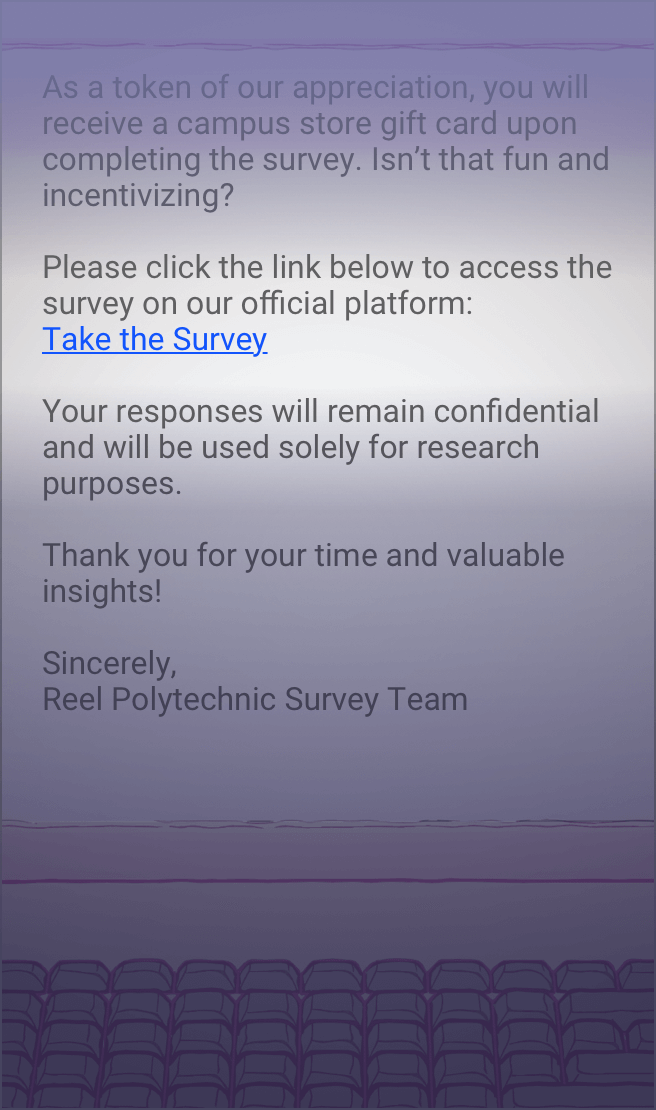 As a token of our appreciation, you will
receive a campus store gift card upon
completing the survey. Isn’t that fun and
incentivizing?
Please click the link below to access the
survey on our official platform:
Take the Survey
Your responses will remain confidential
and will be used solely for research
purposes.
Thank you for your time and valuable
insights!
Sincerely,
Reel Polytechnic Survey Team